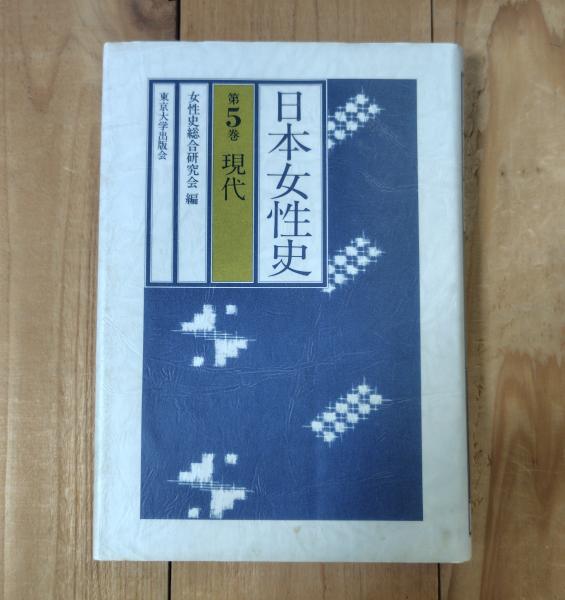 日本女性史
第5巻 現代
女性史総合研究会 編
東京大学出版会